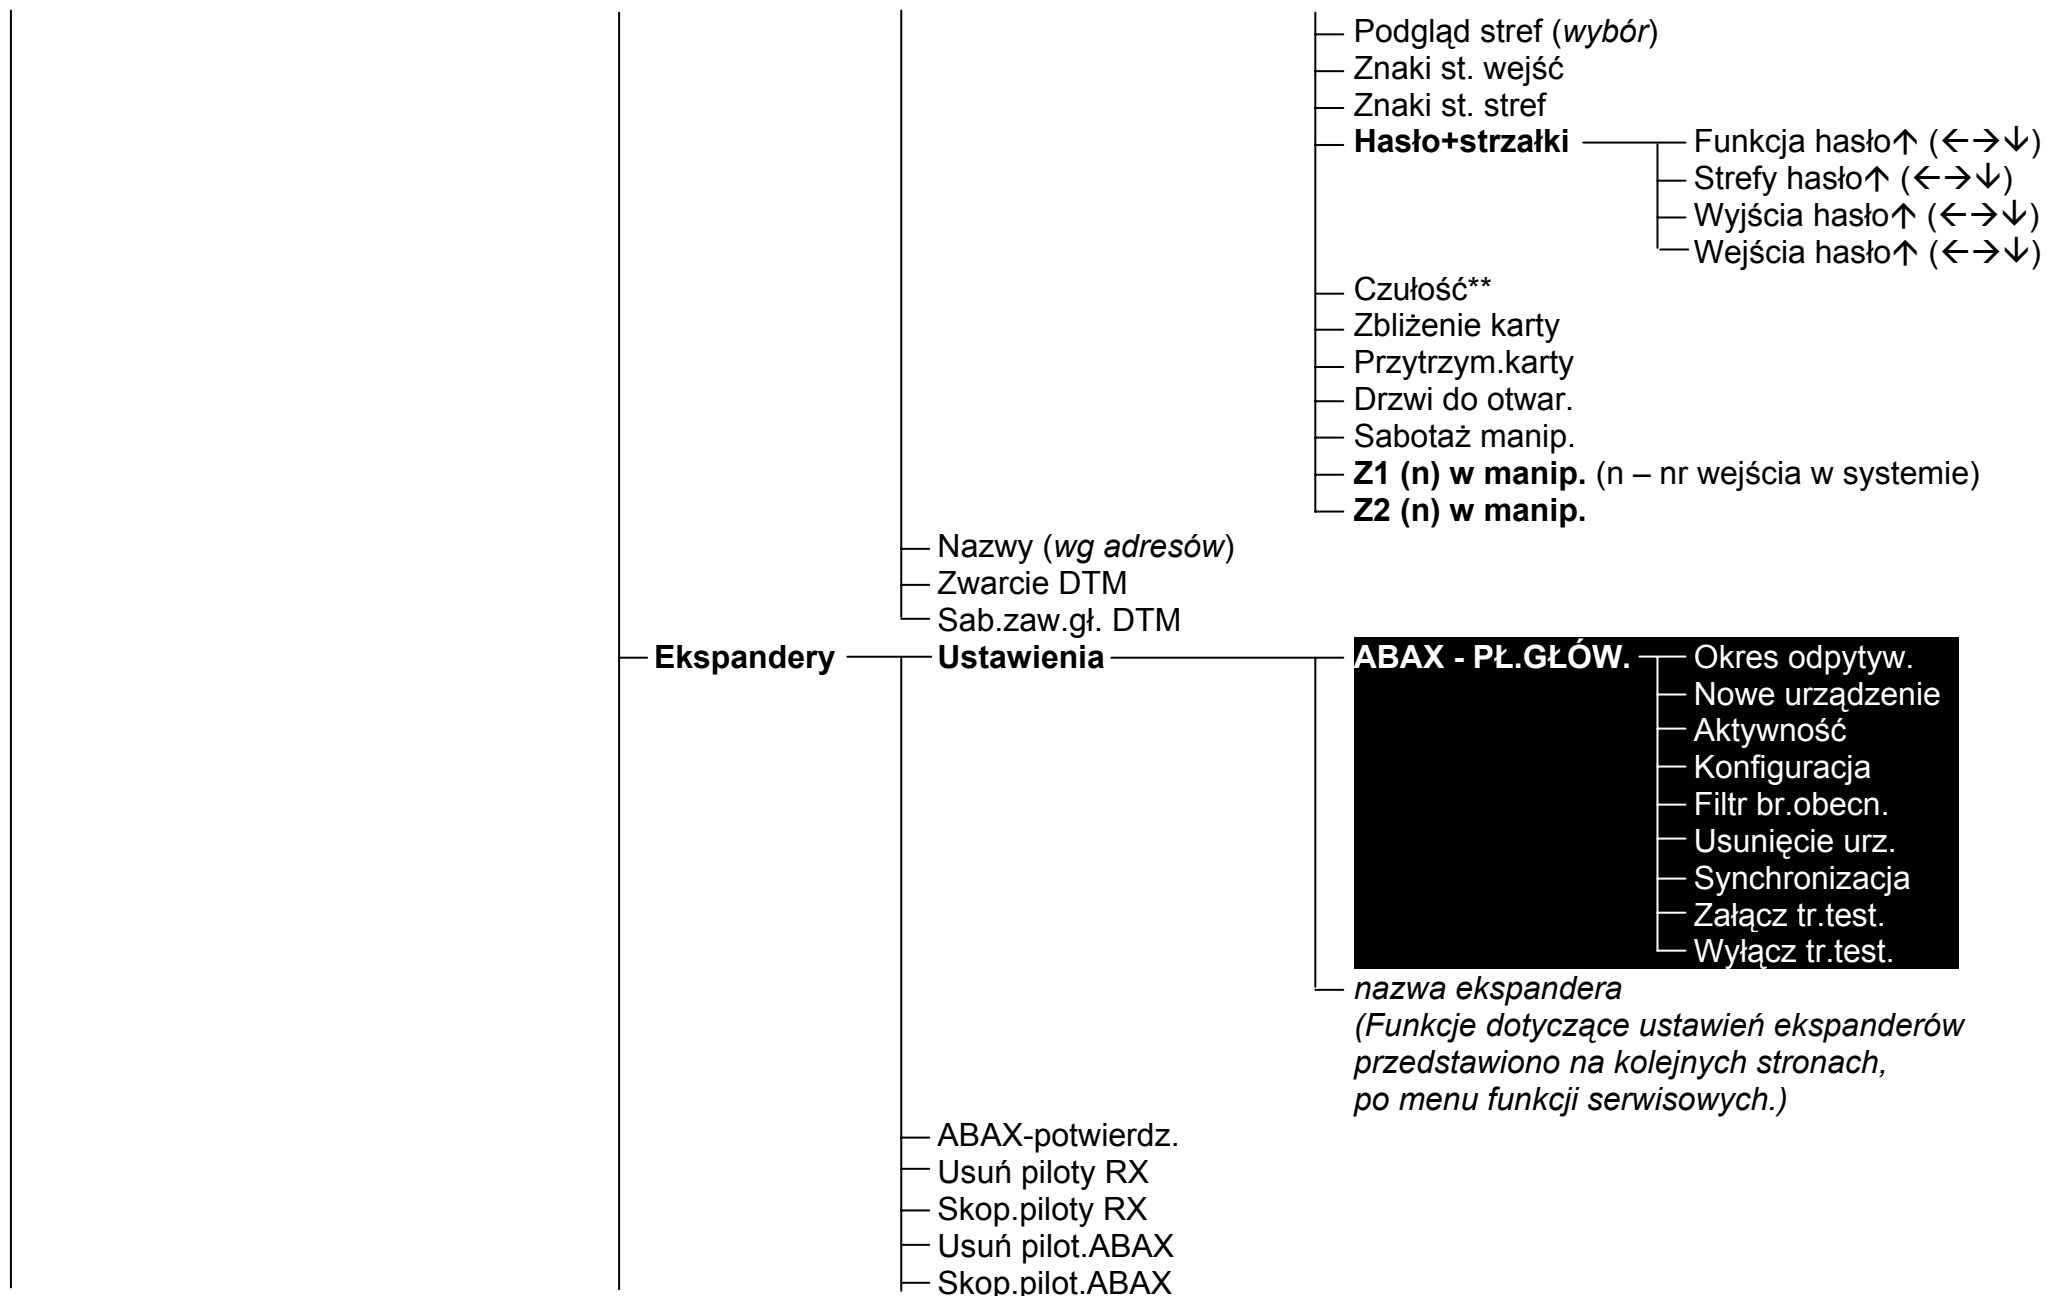 Podgląd stref (wybór)
Znaki st. wejść
Znaki st. stref
Hasło+strzałki
Funkcja hasło↑ (←→↓)
Strefy hasło↑ (←→↓)
Wyjścia hasło↑ (←→↓)
Wejścia hasło↑ (←→↓)
Czułość**
Zbliżenie karty
Przytrzym.karty
Drzwi do otwar.
Sabotaż manip.
Z1 (n) w manip. (n – nr wejścia w systemie)
Z2 (n) w manip.
Nazwy (wg adresów)
Zwarcie DTM
Sab.zaw.gł. DTM
Ekspandery
Ustawienia
ABAX - PŁ.GŁÓW.
Okres odpytyw.
Nowe urządzenie
Aktywność
Konfiguracja
Filtr br.obecn.
Usunięcie urz.
Synchronizacja
Załącz tr.test.
Wyłącz tr.test.
nazwa ekspandera
(Funkcje dotyczące ustawień ekspanderów
przedstawiono na kolejnych stronach,
po menu funkcji serwisowych.)
ABAX-potwierdz.
Usuń piloty RX
Skop.piloty RX
Usuń pilot.ABAX
Skop.pilot.ABAX